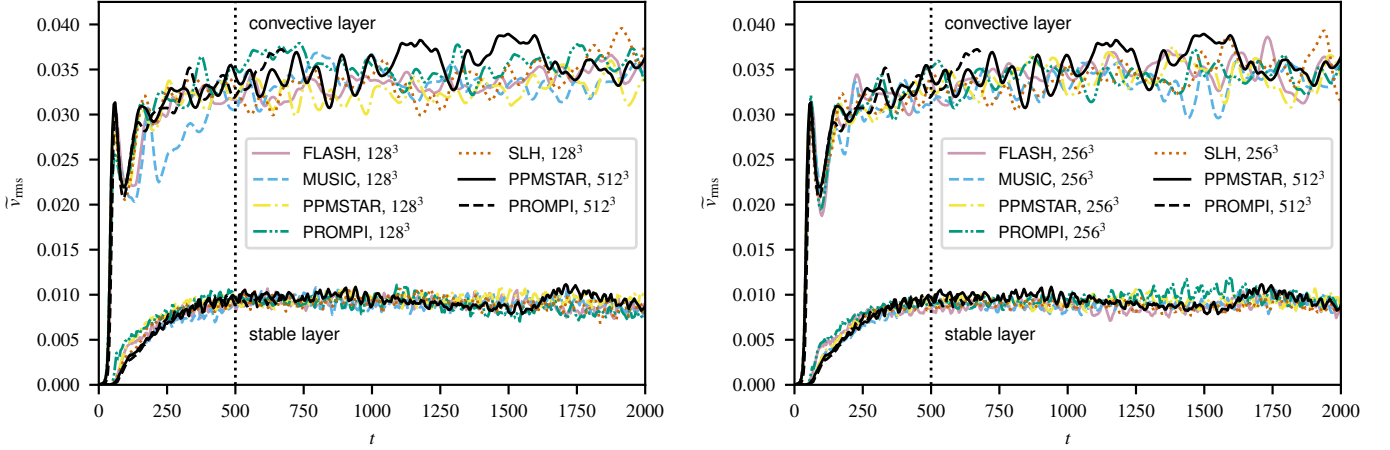 0.040
0.035
0.030
0.025
0.020
0.015
0.010
0.005
0.000
ṽrms
convective layer
FLASH, 128³
MUSIC, 128³
PPMSTAR, 128³
PROMPI, 128³
SLH, 128³
PPMSTAR, 512³
PROMPI, 512³
stable layer
0 250 500 750 1000 1250 1500 1750 2000
t
0.040
0.035
0.030
0.025
0.020
0.015
0.010
0.005
0.000
ṽrms
convective layer
FLASH, 256³
MUSIC, 256³
PPMSTAR, 256³
PROMPI, 256³
SLH, 256³
PPMSTAR, 512³
PROMPI, 512³
stable layer
0 250 500 750 1000 1250 1500 1750 2000
t